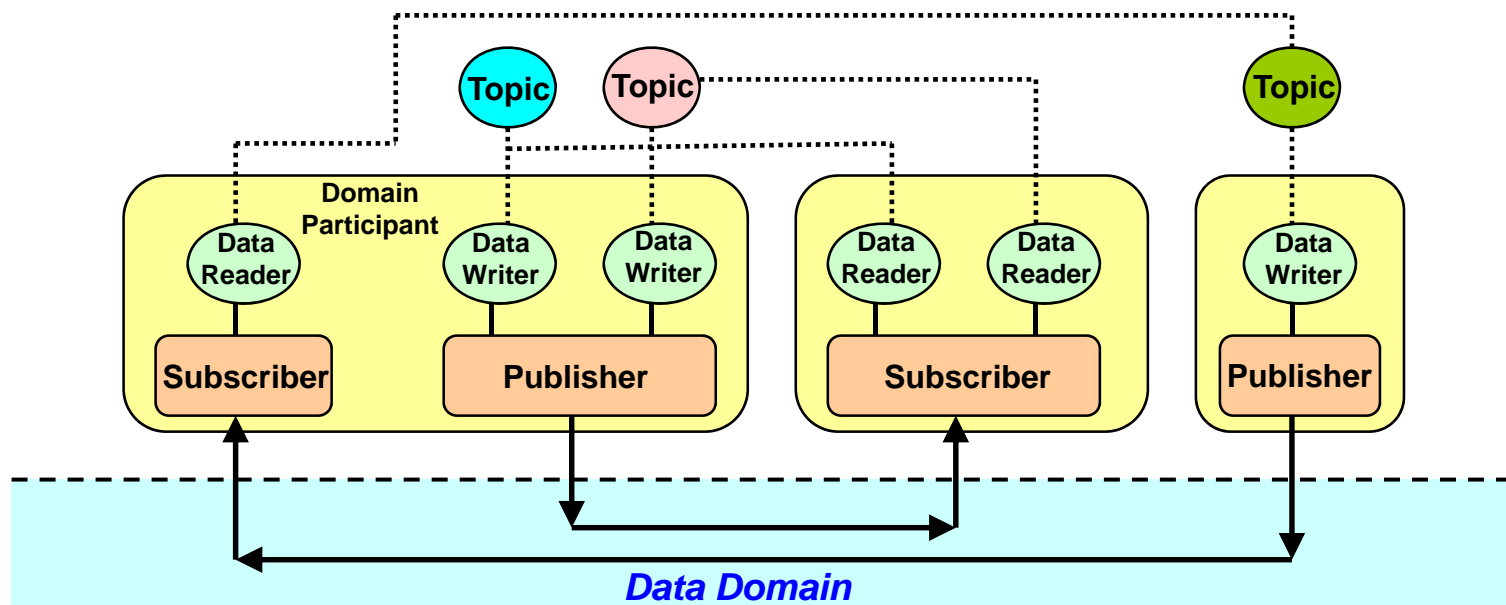 Topic
Topic
Topic
Domain
Participant
Data
Reader
Data
Writer
Data
Writer
Data
Reader
Data
Reader
Data
Writer
Subscriber
Publisher
Subscriber
Publisher
Data Domain